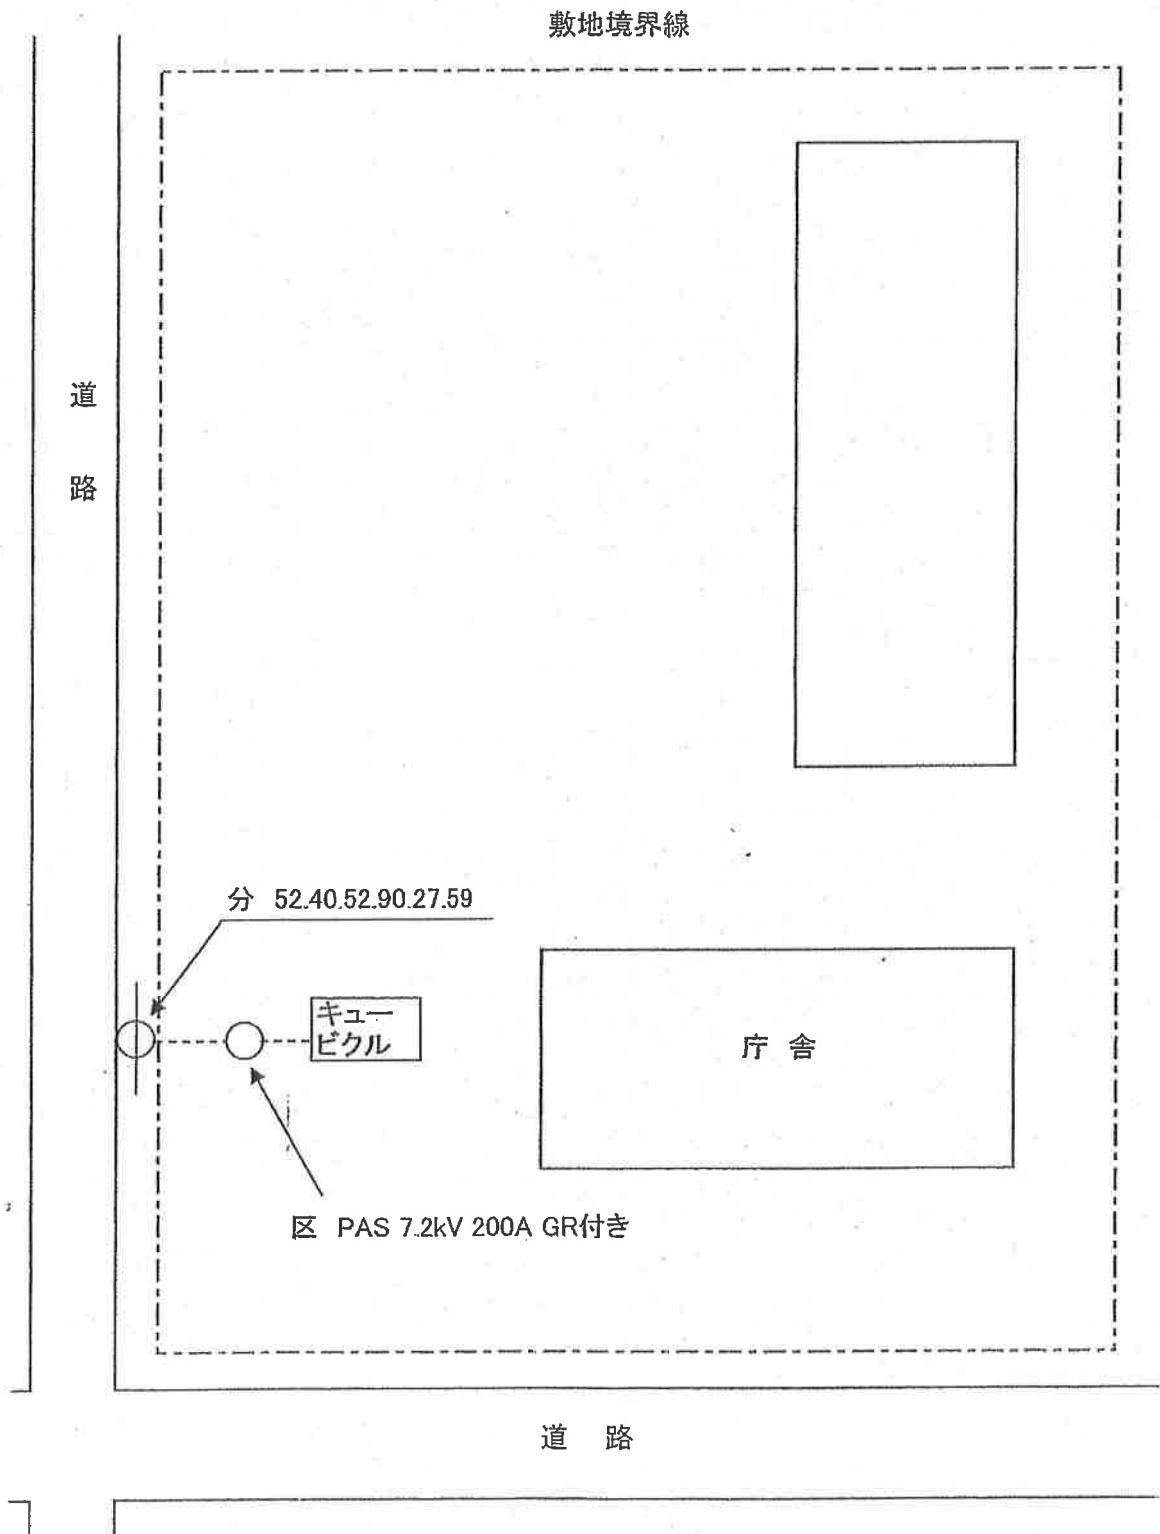 敷地境界線
道
路
分 52.40.52.90.27.59
キュー
ビクル
庁 舎
区 PAS 7.2kV 200A GR付き
道 路